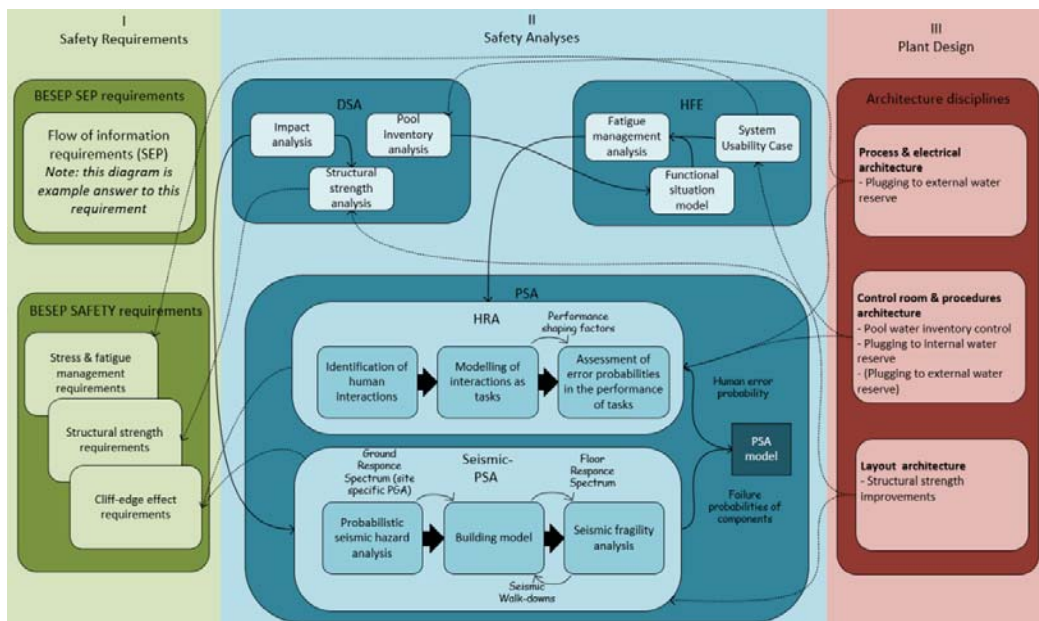 I
Safety Requirements
II
Safety Analyses
III
Plant Design
BESEP SEP requirements
Flow of information
requirements (SEP)
Note: this diagram is
example answer to this
requirement
BESEP SAFETY requirements
Stress & fatigue
management
requirements
Structural strength
requirements
Cliff-edge effect
requirements
DSA
Impact
analysis
Pool
Inventory
analysis
Structural
strength
analysis
HFE
Fatigue
management
analysis
System
Usability Case
Functional
situation
model
PSA
HRA
Performance
shaping factors
Identification of
human
interactions
Modelling of
interactions as
tasks
Assessment of
error probabilities
in the performance
of tasks
Human error
probability
PSA
model
Failure
probabilities of
components
Seismic-
PSA
Ground
Responce
Spectrum (site
specific PGA)
Floor
Responce
Spectrum
Probabilistic
seismic hazard
analysis
Building model
Seismic fragility
analysis
Seismic
Walk-downs
Architecture disciplines
Process & electrical
architecture
- Plugging to external water
reserve
Control room & procedures
architecture
- Pool water inventory control
- Plugging to internal water
reserve
- (Plugging to external water
reserve)
Layout architecture
- Structural strength
improvements